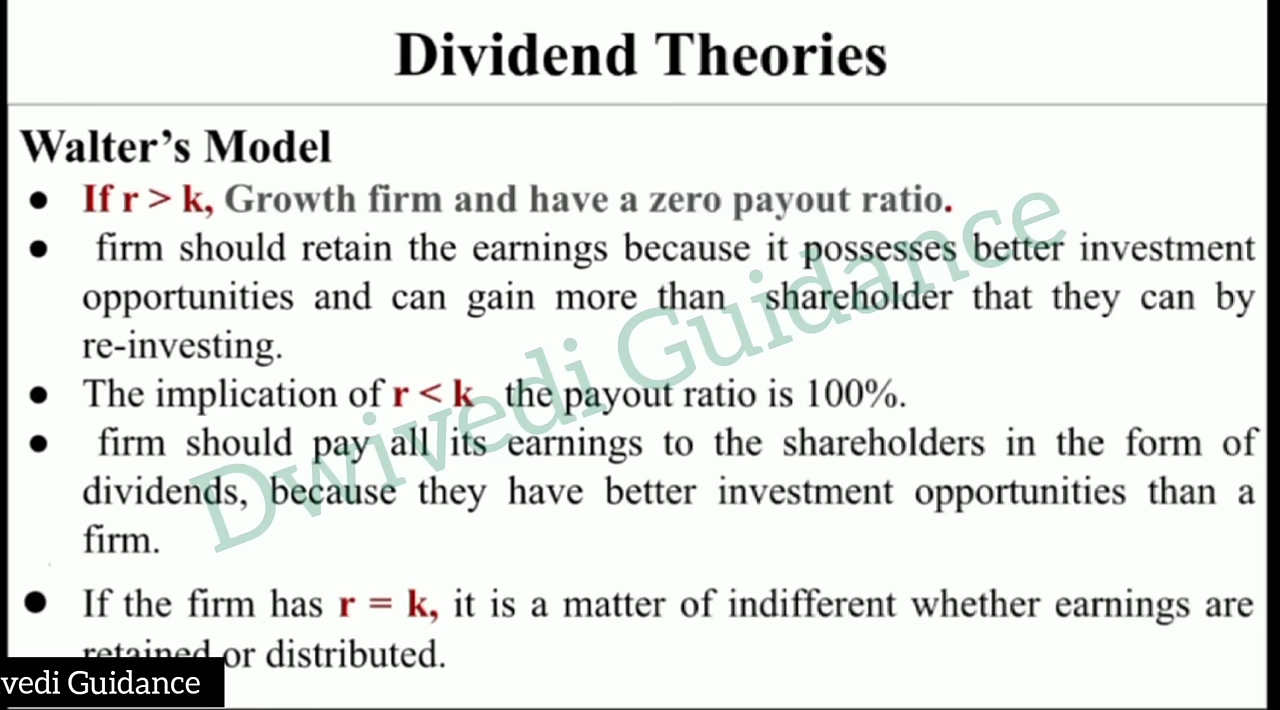 Dividend Theories
Walter’s Model
● If r > k, Growth firm and have a zero payout ratio.
● firm should retain the earnings because it possesses better investment
opportunities and can gain more than shareholder that they can by
re-investing.
● The implication of r < k the payout ratio is 100%.
● firm should pay all its earnings to the shareholders in the form of
dividends, because they have better investment opportunities than a
firm.
● If the firm has r = k, it is a matter of indifferent whether earnings are
retained or distributed.
Dwivedi Guidance
vedi Guidance